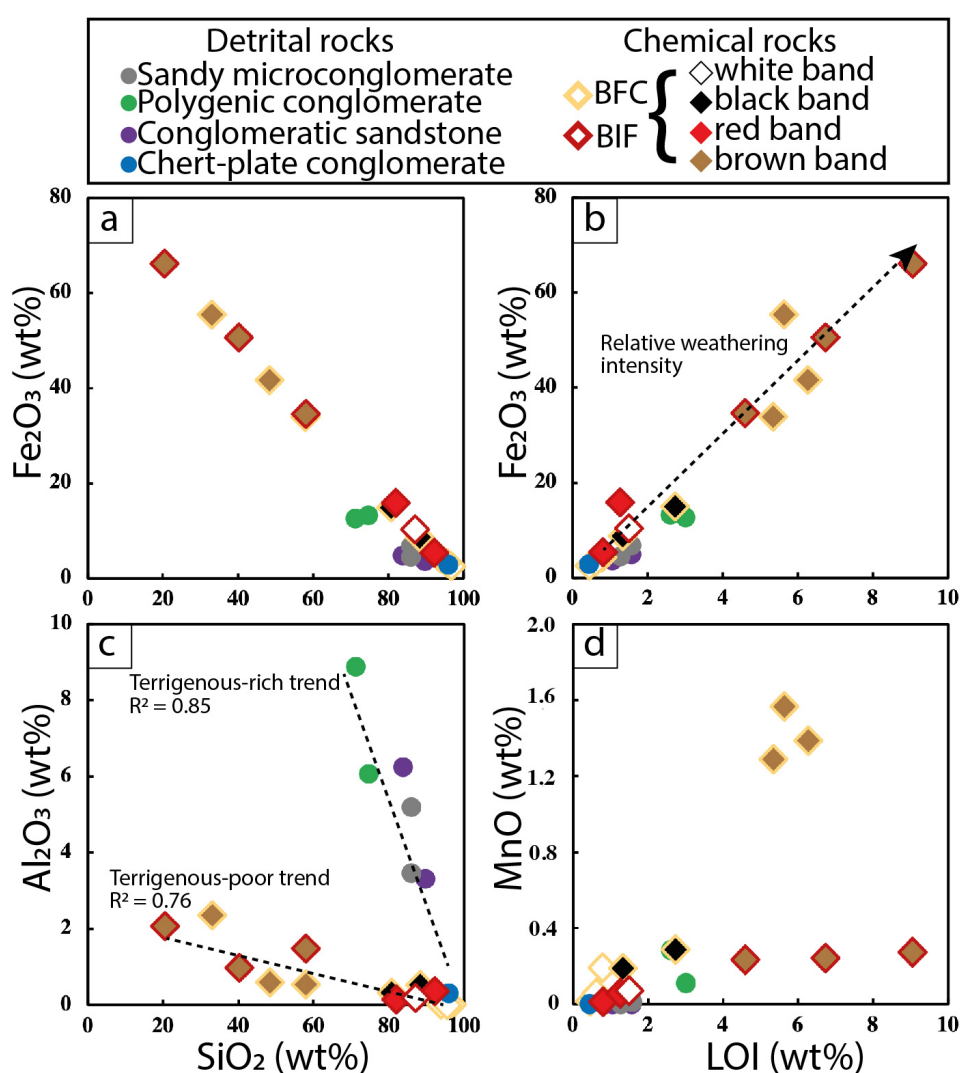 Detrital rocks
Sandy microconglomerate
Polygenic conglomerate
Conglomeratic sandstone
Chert-plate conglomerate
Chemical rocks
BFC
BIF
{
white band
black band
red band
brown band
a
80
60
40
20
0
0 20 40 60 80 100
Fe₂O₃ (wt%)
b
80
60
40
20
0
0 2 4 6 8 10
Fe₂O₃ (wt%)
Relative weathering
intensity
c
10
8
6
4
2
0
0 20 40 60 80 100
Al₂O₃ (wt%)
SiO₂ (wt%)
Terrigenous-rich trend
R² = 0.85
Terrigenous-poor trend
R² = 0.76
d
2.0
1.6
1.2
0.8
0.4
0
0 2 4 6 8 10
MnO (wt%)
LOI (wt%)